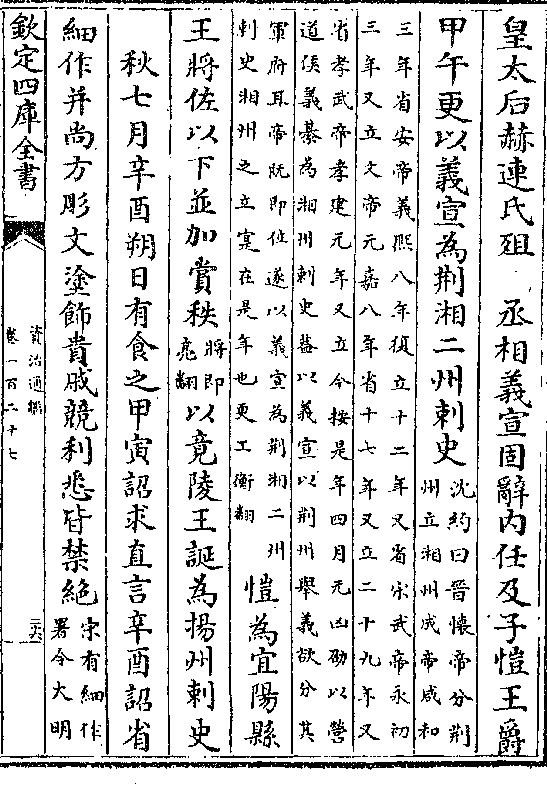 皇太后赫連氏殂　丞相義宣固辭内任及子愷王爵
甲午更以義宣為荆湘二州刺史
沈約曰晉懷帝分荆
州立湘州成帝咸和
三年省安帝義熙八年復立十二年又省宋武帝永初
三年又立文帝元嘉八年省十七年又立二十九年又
省孝武帝孝建元年又立今按是年四月元凶劭以營
道侯義綦為湘州刺史葢以義宣以荆州舉義欲分其
軍府耳帝既即位遂以義宣為荆湘二州
刺史湘州之立寔在是年也更工衡翻
愷為宜陽縣
王將佐以下並加賞秩
將即
亮翻
以竟陵王誕為揚州刺史
秋七月辛酉朔日有食之甲寅詔求直言辛酉詔省
細作并尚方彫文塗飾貴戚競利悉皆禁絶
宋有細作
署令大明
欽定四庫全書
資治通鑑
卷一百二十七
三六